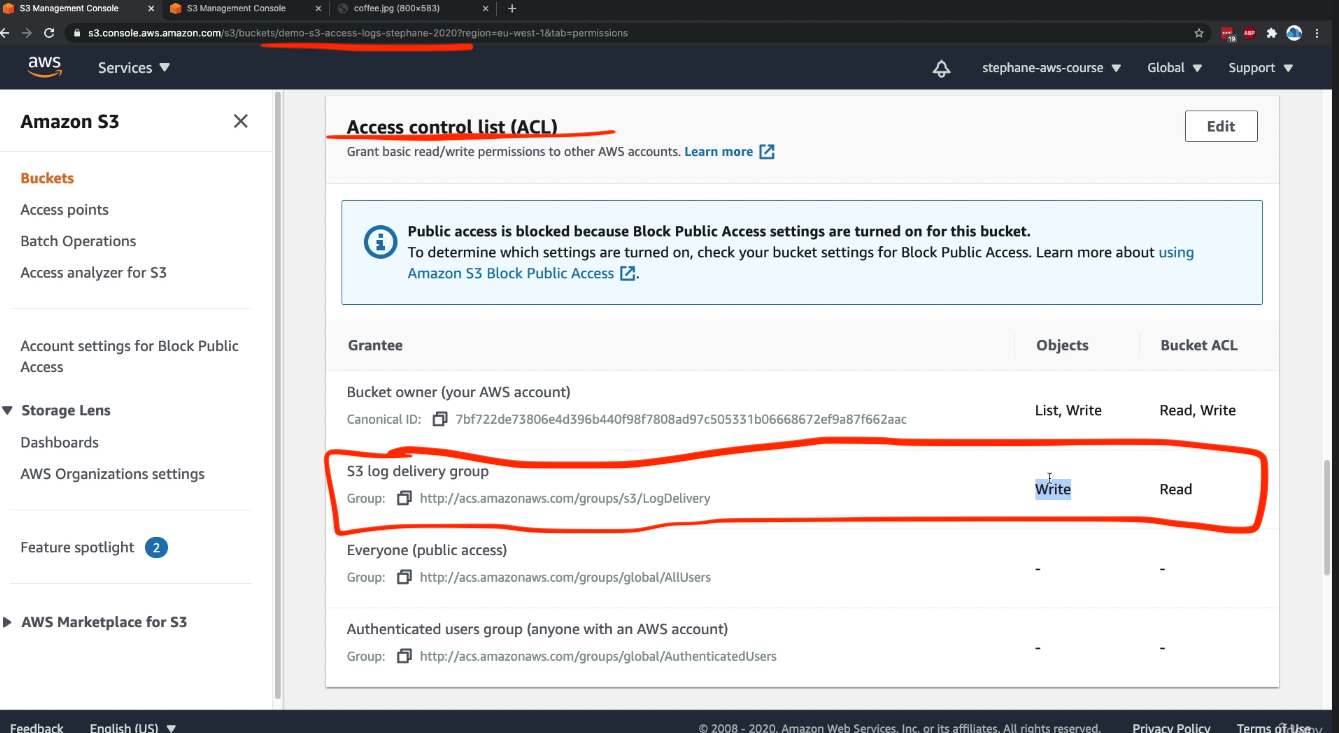 S3 Management Console
S3 Management Console
coffee.jpg (800×583)
s3.console.aws.amazon.com/s3/buckets/demo-s3-access-logs-stephane-2020?region=eu-west-1&tab=permissions
19
ABP
aws
Services
stephane-aws-course
Global
Support
Amazon S3
Buckets
Access points
Batch Operations
Access analyzer for S3
Account settings for Block Public
Access
Storage Lens
Dashboards
AWS Organizations settings
Feature spotlight 2
AWS Marketplace for S3
Access control list (ACL)
Edit
Grant basic read/write permissions to other AWS accounts. Learn more
Public access is blocked because Block Public Access settings are turned on for this bucket.
To determine which settings are turned on, check your bucket settings for Block Public Access. Learn more about using
Amazon S3 Block Public Access .
Grantee Objects Bucket ACL
Bucket owner (your AWS account)
Canonical ID: 7bf722de73806e4d396b440f98f7808ad97c505331b06668672ef9a87f662aac
List, Write Read, Write
S3 log delivery group
Group: http://acs.amazonaws.com/groups/s3/LogDelivery
Write Read
Everyone (public access)
Group: http://acs.amazonaws.com/groups/global/AllUsers
- -
Authenticated users group (anyone with an AWS account)
Group: http://acs.amazonaws.com/groups/global/AuthenticatedUsers
- -
Feedback English (US)
© 2008 - 2020, Amazon Web Services, Inc. or its affiliates. All rights reserved. Privacy Policy Terms of Use